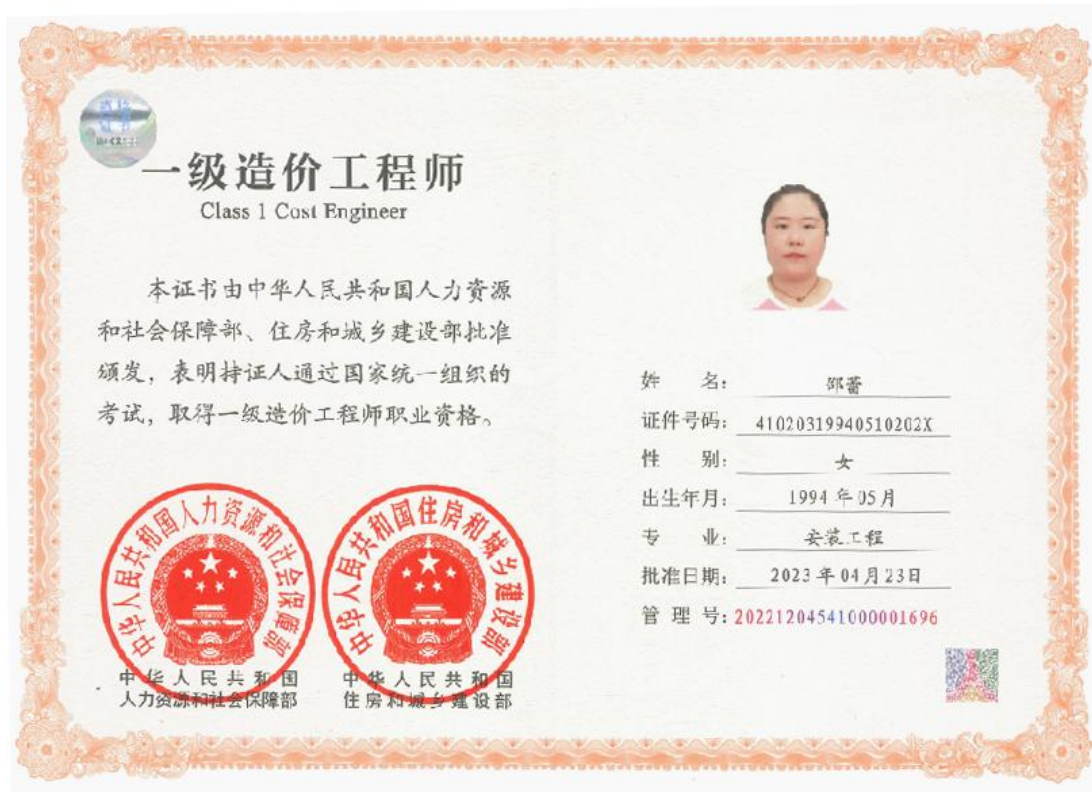 一级造价工程师
Class 1 Cost Engineer
本证书由中华人民共和国人力资源
和社会保障部、住房和城乡建设部批准
颁发，表明持证人通过国家统一组织的
考试，取得一级造价工程师职业资格。
中华人民共和国人力资源和社会保障部
中华人民共和国住房和城乡建设部
中华人民共和国
人力资源和社会保障部
中华人民共和国
住房和城乡建设部
姓 名： 邵蕾
证件号码： 41020319940510202X
性 别： 女
出生年月： 1994年05月
专 业： 安装工程
批准日期： 2023年04月23日
管 理 号：20221204541000001696